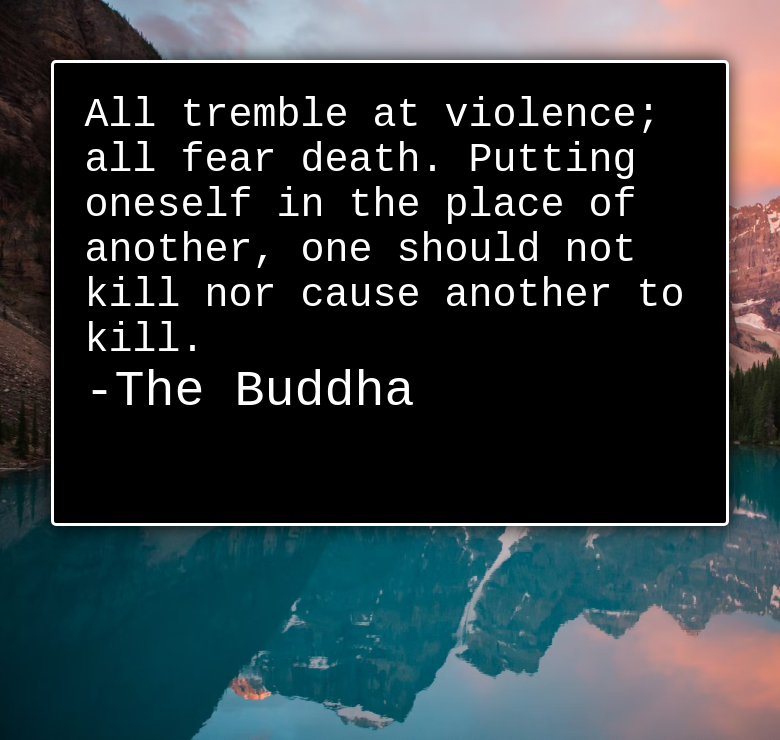 All tremble at violence;
all fear death. Putting
oneself in the place of
another, one should not
kill nor cause another to
kill.
-The Buddha